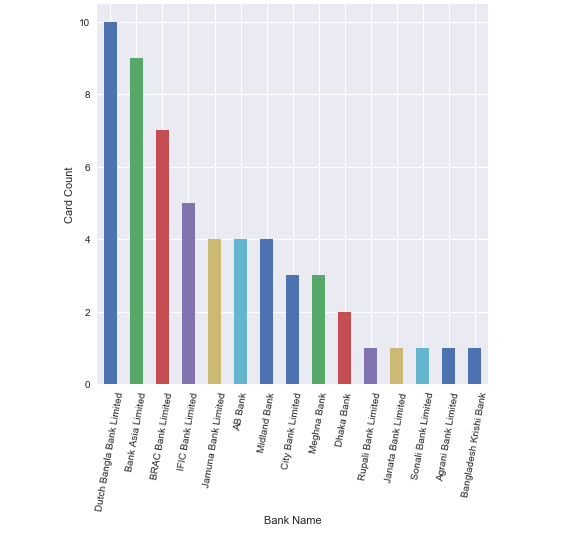 10
8
6
4
2
0
Card Count
Dutch Bangla Bank Limited
Bank Asia Limited
BRAC Bank Limited
IFIC Bank Limited
Jamuna Bank Limited
AB Bank
Midland Bank
City Bank Limited
Meghna Bank
Dhaka Bank
Rupali Bank Limited
Janata Bank Limited
Sonali Bank Limited
Agrani Bank Limited
Bangladesh Krishi Bank
Bank Name